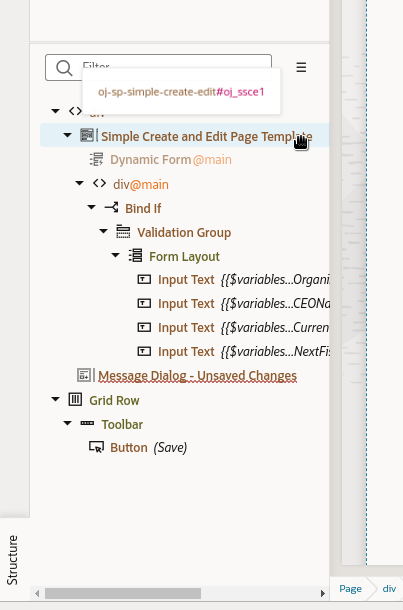 Filter
oj-sp-simple-create-edit#oj_ssce1
div
Simple Create and Edit Page Template
Dynamic Form @main
div@main
Bind If
Validation Group
Form Layout
Input Text {{$variables...Organi
Input Text {{$variables...CEONa
Input Text {{$variables...Curren
Input Text {{$variables...NextFis
Message Dialog - Unsaved Changes
Grid Row
Toolbar
Button (Save)
Structure
Page div